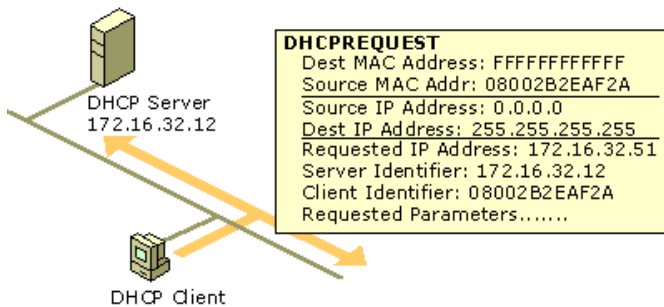 DHCPREQUEST
Dest MAC Address: FFFFFFFFFFFF
Source MAC Addr: 08002B2EAF2A
Source IP Address: 0.0.0.0
Dest IP Address: 255.255.255.255
Requested IP Address: 172.16.32.51
Server Identifier: 172.16.32.12
Client Identifier: 08002B2EAF2A
Requested Parameters.......
DHCP Server
172.16.32.12
DHCP Client